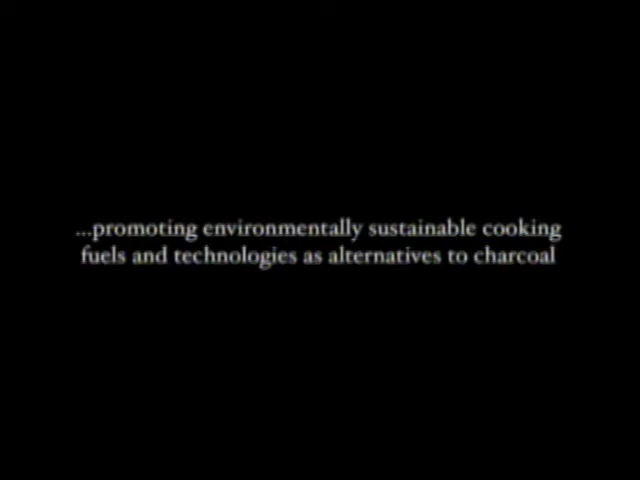 ...promoting environmentally sustainable cooking
fuels and technologies as alternatives to charcoal